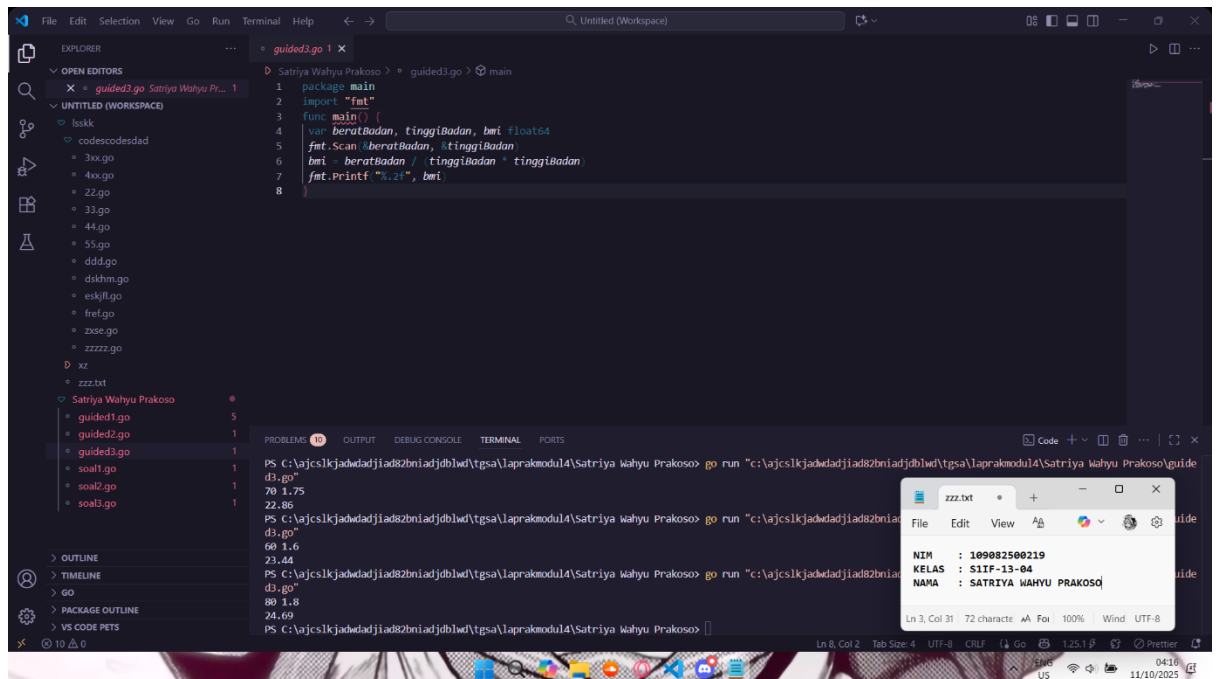 File Edit Selection View Go Run Terminal Help
Untitled (Workspace)
EXPLORER
OPEN EDITORS
guided3.go Satriya Wahyu Pr... 1
UNTITLED (WORKSPACE)
lsskk
codescodesdad
3xx.go
4xx.go
22.go
33.go
44.go
55.go
ddd.go
dskhm.go
eskjfl.go
fref.go
zxse.go
zzzzz.go
xz
zzz.txt
Satriya Wahyu Prakoso
guided1.go 5
guided2.go 1
guided3.go 1
soal1.go 1
soal2.go 1
soal3.go 1
OUTLINE
TIMELINE
GO
PACKAGE OUTLINE
VS CODE PETS
guided3.go 1
Satriya Wahyu Prakoso > guided3.go > main
1 package main
2 import "fmt"
3 func main() {
4 var beratBadan, tinggiBadan, bmi float64
5 fmt.Scan(&beratBadan, &tinggiBadan)
6 bmi = beratBadan / (tinggiBadan * tinggiBadan)
7 fmt.Printf("%.2f", bmi)
8 }
PROBLEMS 10 OUTPUT DEBUG CONSOLE TERMINAL PORTS
Code
PS C:\ajcslkjadwdadjiad82bniadjdblwd\tgsa\laprakmodul4\Satriya Wahyu Prakoso> go run "c:\ajcslkjadwdadjiad82bniadjdblwd\tgsa\laprakmodul4\Satriya Wahyu Prakoso\guide
d3.go"
70 1.75
22.86
PS C:\ajcslkjadwdadjiad82bniadjdblwd\tgsa\laprakmodul4\Satriya Wahyu Prakoso> go run "c:\ajcslkjadwdadjiad82bniad uide
d3.go"
60 1.6
23.44
PS C:\ajcslkjadwdadjiad82bniadjdblwd\tgsa\laprakmodul4\Satriya Wahyu Prakoso> go run "c:\ajcslkjadwdadjiad82bniad uide
d3.go"
80 1.8
24.69
PS C:\ajcslkjadwdadjiad82bniadjdblwd\tgsa\laprakmodul4\Satriya Wahyu Prakoso>
zzz.txt
File Edit View
NIM : 109082500219
KELAS : S1IF-13-04
NAMA : SATRIYA WAHYU PRAKOSO
Ln 3, Col 31 72 characte For 100% Wind UTF-8
10 0
Ln 8, Col 2 Tab Size: 4 UTF-8 CRLF Go 1.25.1 Prettier
ENG
US
04:16
11/10/2025